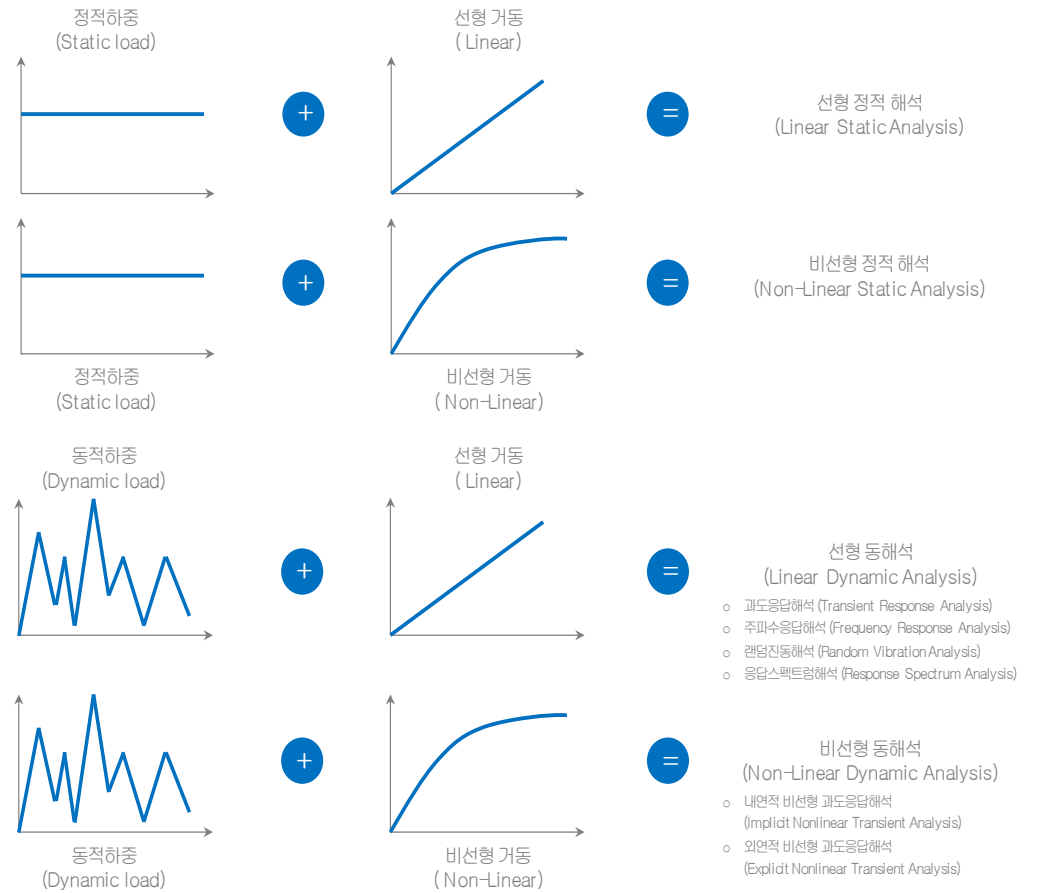 정적하중
(Static load)
선형 거동
( Linear)
+
=
선형 정적 해석
(Linear Static Analysis)
+
=
비선형 정적 해석
(Non-Linear Static Analysis)
정적하중
(Static load)
비선형 거동
( Non-Linear)
동적하중
(Dynamic load)
선형 거동
( Linear)
+
=
선형 동해석
(Linear Dynamic Analysis)
○ 과도응답해석 (Transient Response Analysis)
○ 주파수응답해석 (Frequency Response Analysis)
○ 랜덤진동해석 (Random Vibration Analysis)
○ 응답스펙트럼해석 (Response Spectrum Analysis)
+
=
비선형 동해석
(Non-Linear Dynamic Analysis)
○ 내연적 비선형 과도응답해석
(Implicit Nonlinear Transient Analysis)
○ 외연적 비선형 과도응답해석
(Explicit Nonlinear Transient Analysis)
동적하중
(Dynamic load)
비선형 거동
( Non-Linear)